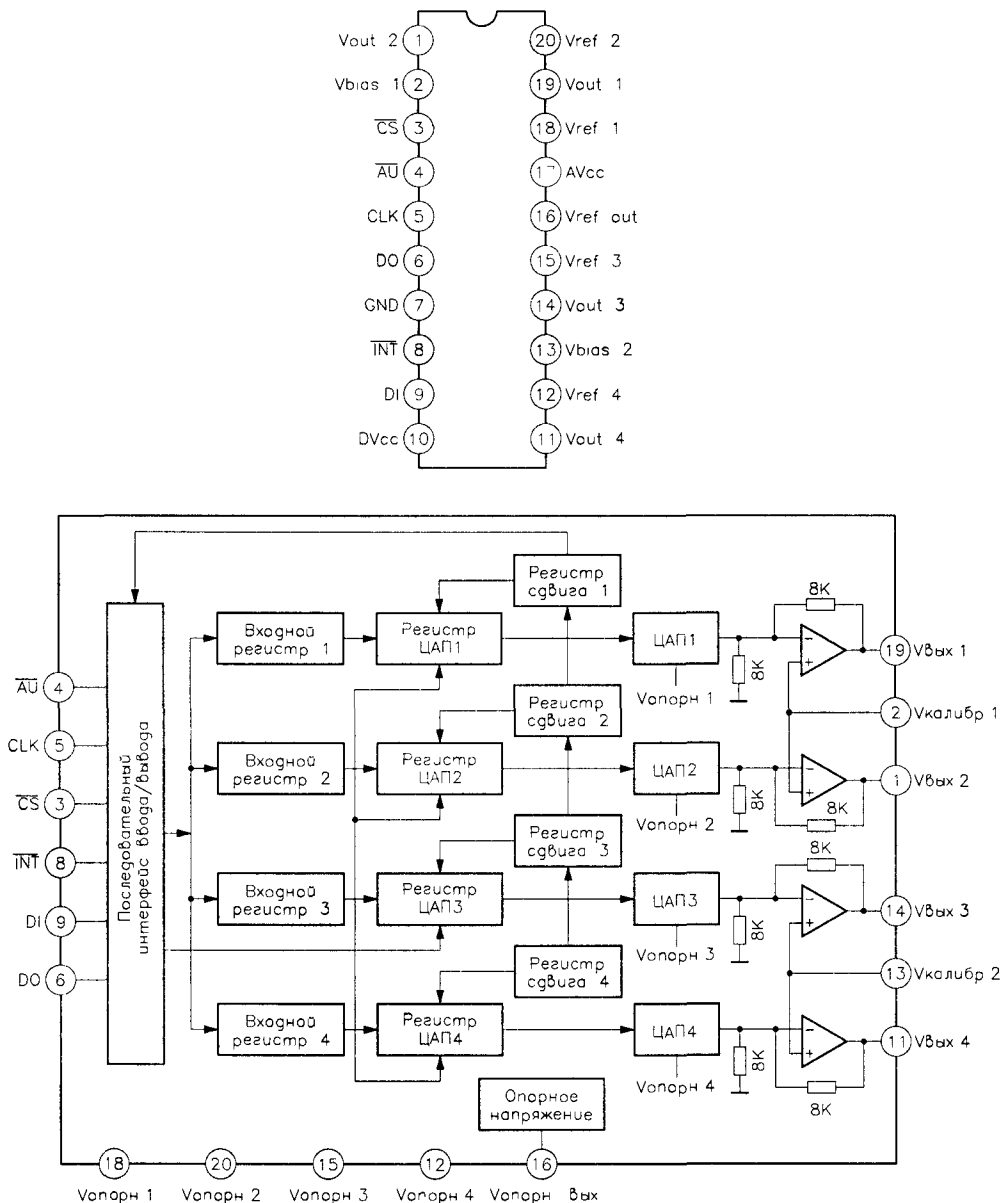 Vout 2 1 20 Vref 2
Vbias 1 2 19 Vout 1
CS 3 18 Vref 1
AU 4 17 AVcc
CLK 5 16 Vref out
DO 6 15 Vref 3
GND 7 14 Vout 3
INT 8 13 Vbias 2
DI 9 12 Vref 4
DVcc 10 11 Vout 4
AU 4
CLK 5
CS 3
INT 8
DI 9
DO 6
Последовательный
интерфейс ввода/вывода
Регистр
сдвига 1
Входной
регистр 1
Регистр
ЦАП1
ЦАП1
Vопорн 1
8K
8K
- +
19 Vвых 1
2 Vкалибр 1
Регистр
сдвига 2
Входной
регистр 2
Регистр
ЦАП2
ЦАП2
Vопорн 2
8K
8K
- +
1 Vвых 2
Регистр
сдвига 3
Входной
регистр 3
Регистр
ЦАП3
ЦАП3
Vопорн 3
8K
8K
- +
14 Vвых 3
13 Vкалибр 2
Регистр
сдвига 4
Входной
регистр 4
Регистр
ЦАП4
ЦАП4
Vопорн 4
8K
8K
- +
11 Vвых 4
Опорное
напряжение
18 20 15 12 16
Vопорн 1 Vопорн 2 Vопорн 3 Vопорн 4 Vопорн вых